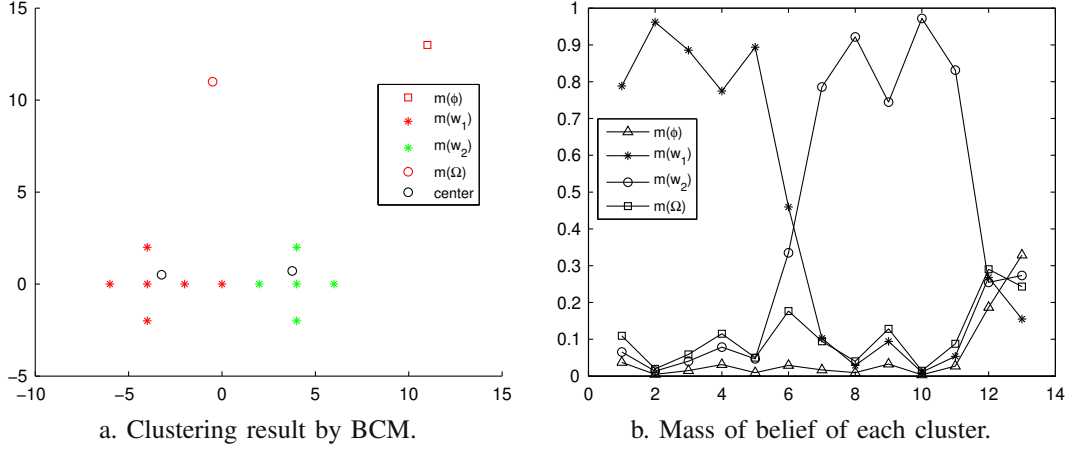 15
10
5
0
−5
−10
−5
0
5
10
15
m(ϕ)
m(w1)
m(w2)
m(Ω)
center
a. Clustering result by BCM.
1
0.9
0.8
0.7
0.6
0.5
0.4
0.3
0.2
0.1
0
0
2
4
6
8
10
12
14
m(ϕ)
m(w1)
m(w2)
m(Ω)
b. Mass of belief of each cluster.